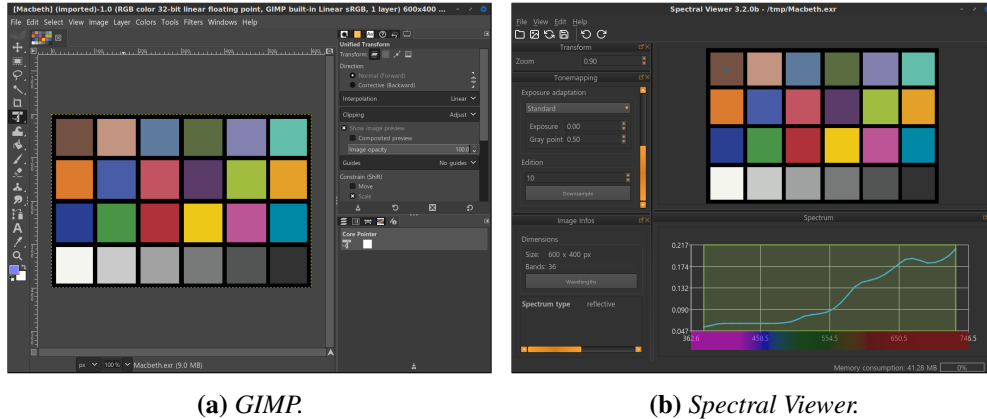 [Macbeth] (imported)-1.0 (RGB color 32-bit linear floating point, GIMP built-in Linear sRGB, 1 layer) 600x400 ...
File Edit Select View Image Layer Colors Tools Filters Windows Help
Unified Transform
Transform:
Direction
Normal (Forward)
Corrective (Backward)
Interpolation Linear
Clipping Adjust
Show image preview
Composited preview
Image opacity 100.0
Guides No guides
Constrain (Shift)
Move
Scale
Core Pointer
px 100 % Macbeth.exr (9.0 MB)
(a) GIMP.
Spectral Viewer 3.2.0b - /tmp/Macbeth.exr
File View Edit Help
Transform
Zoom 0.90
Tonemapping
Exposure adaptation
Standard
Exposure 0.00
Gray point 0.50
Edition
10
Downsample
Image Infos
Dimensions
Size: 600 x 400 px
Bands: 36
Wavelengths
Spectrum type reflective
Spectrum
0.217
0.174
0.132
0.090
0.047
362.6 458.5 554.5 650.5 746.5
Memory consumption: 41.28 MB 0%
(b) Spectral Viewer.